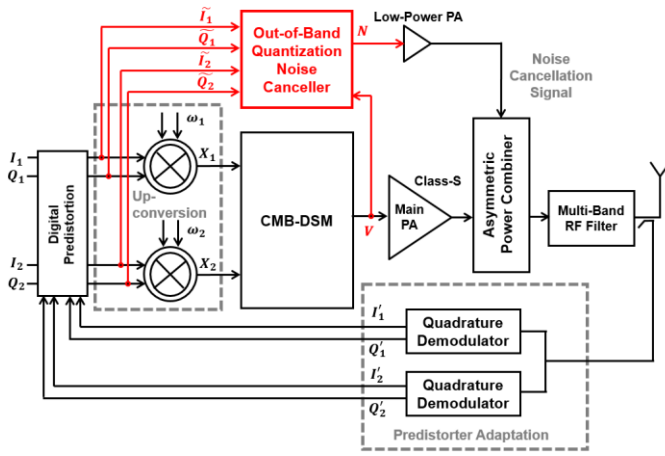 Ĩ₁
Q̃₁
Ĩ₂
Q̃₂
Out-of-Band
Quantization
Noise
Canceller
N
Low-Power PA
Noise
Cancellation
Signal
ω₁
I₁
Q₁
Digital
Predistortion
X₁
Up-
conversion
ω₂
I₂
Q₂
X₂
CMB-DSM
V
Class-S
Main
PA
Asymmetric
Power Combiner
Multi-Band
RF Filter
I′₁
Q′₁
Quadrature
Demodulator
I′₂
Q′₂
Quadrature
Demodulator
Predistorter Adaptation